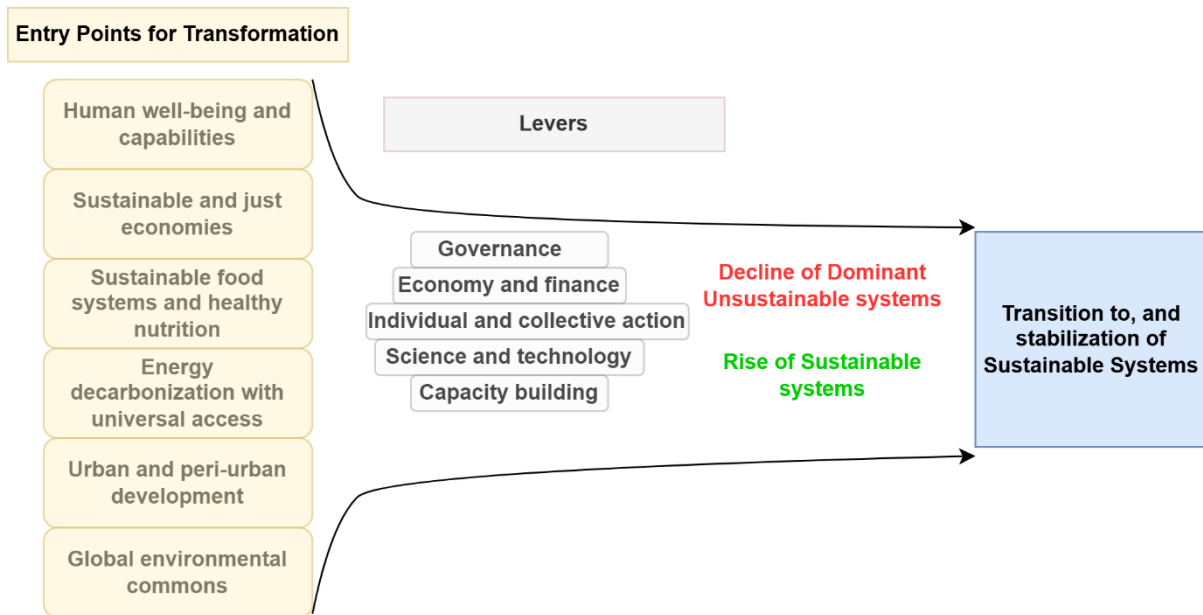 Entry Points for Transformation
Human well-being and
capabilities
Sustainable and just
economies
Sustainable food
systems and healthy
nutrition
Energy
decarbonization with
universal access
Urban and peri-urban
development
Global environmental
commons
Levers
Governance
Economy and finance
Individual and collective action
Science and technology
Capacity building
Decline of Dominant
Unsustainable systems
Rise of Sustainable
systems
Transition to, and
stabilization of
Sustainable Systems